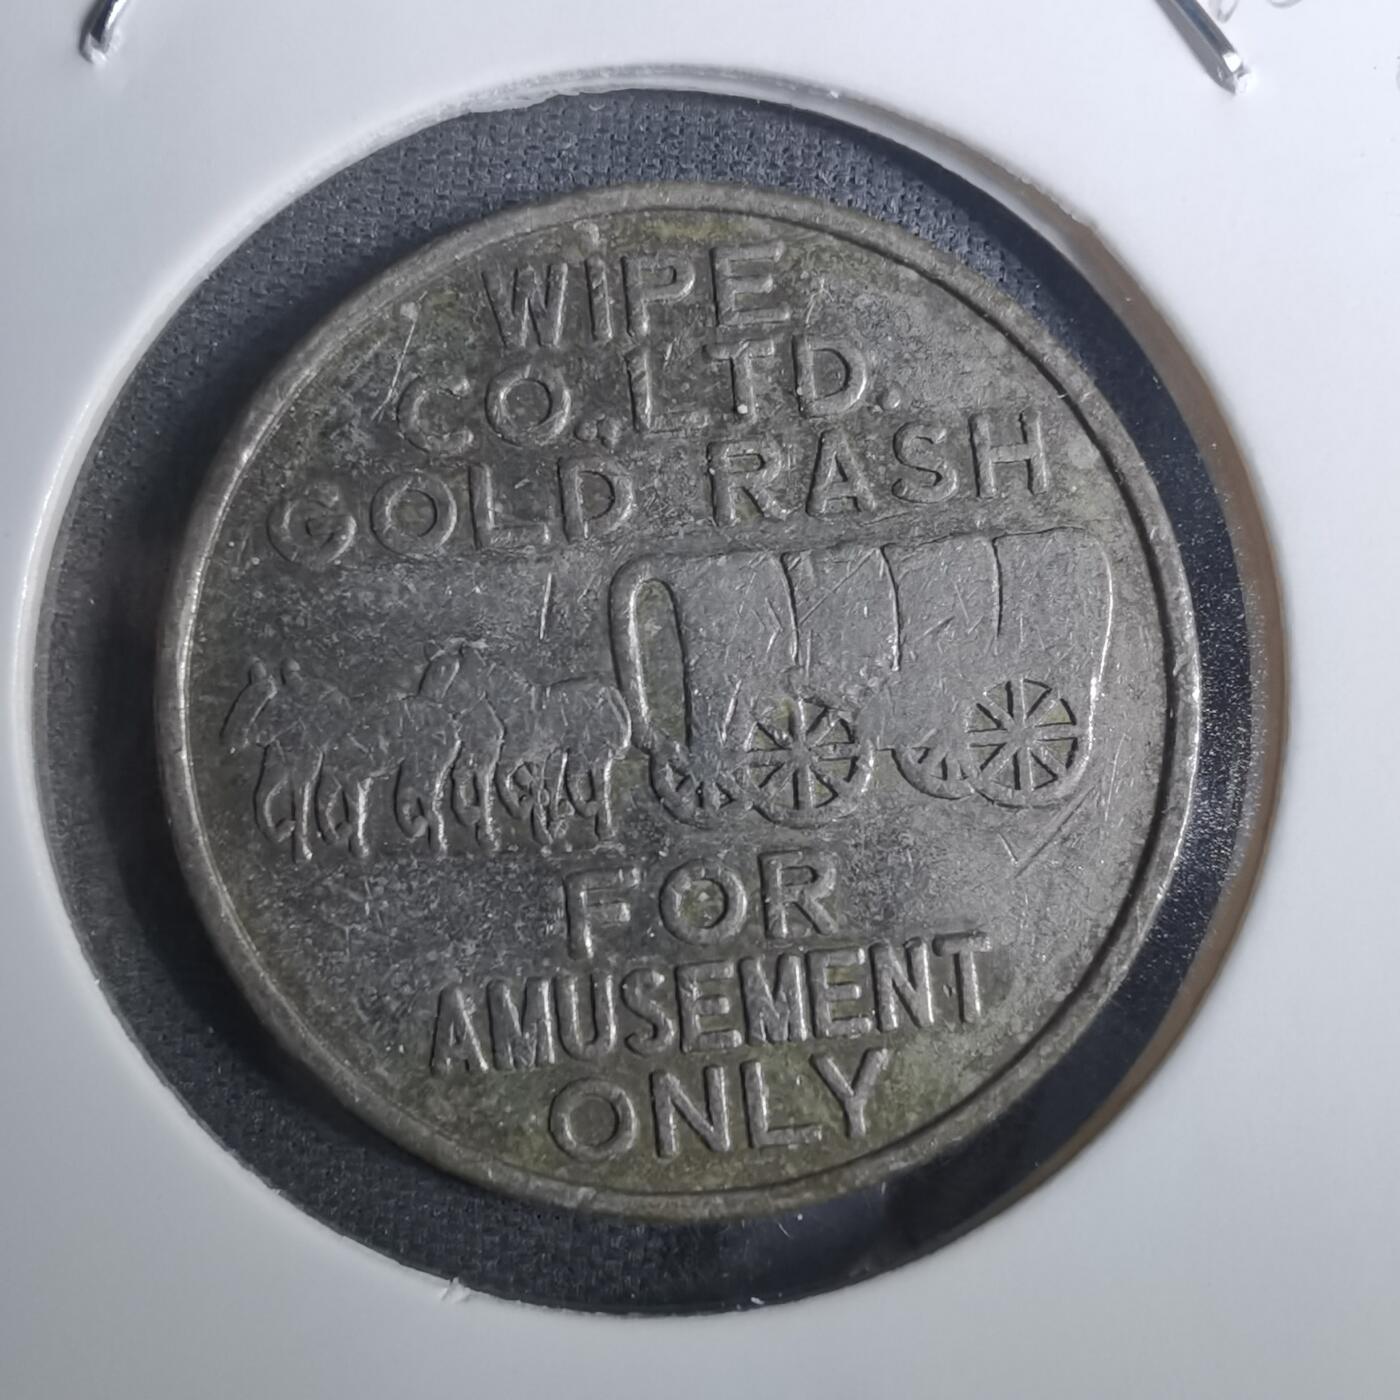 WIPE
CO.,LTD.
GOLD RASH
FOR
AMUSEMENT
ONLY